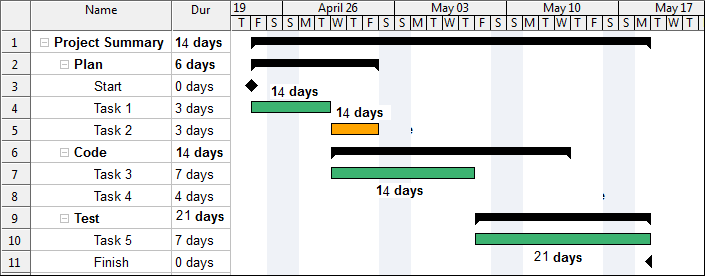 Name Dur 19 April 26 May 03 May 10 May 17
T F S S M T W T F S S M T W T F S S M T W T F S S M T W T
1 Project Summary 14 days
2 Plan 6 days
3 Start 0 days 14 days
4 Task 1 3 days 14 days
5 Task 2 3 days e
6 Code 14 days
7 Task 3 7 days 14 days
8 Task 4 4 days e
9 Test 21 days
10 Task 5 7 days
11 Finish 0 days 21 days